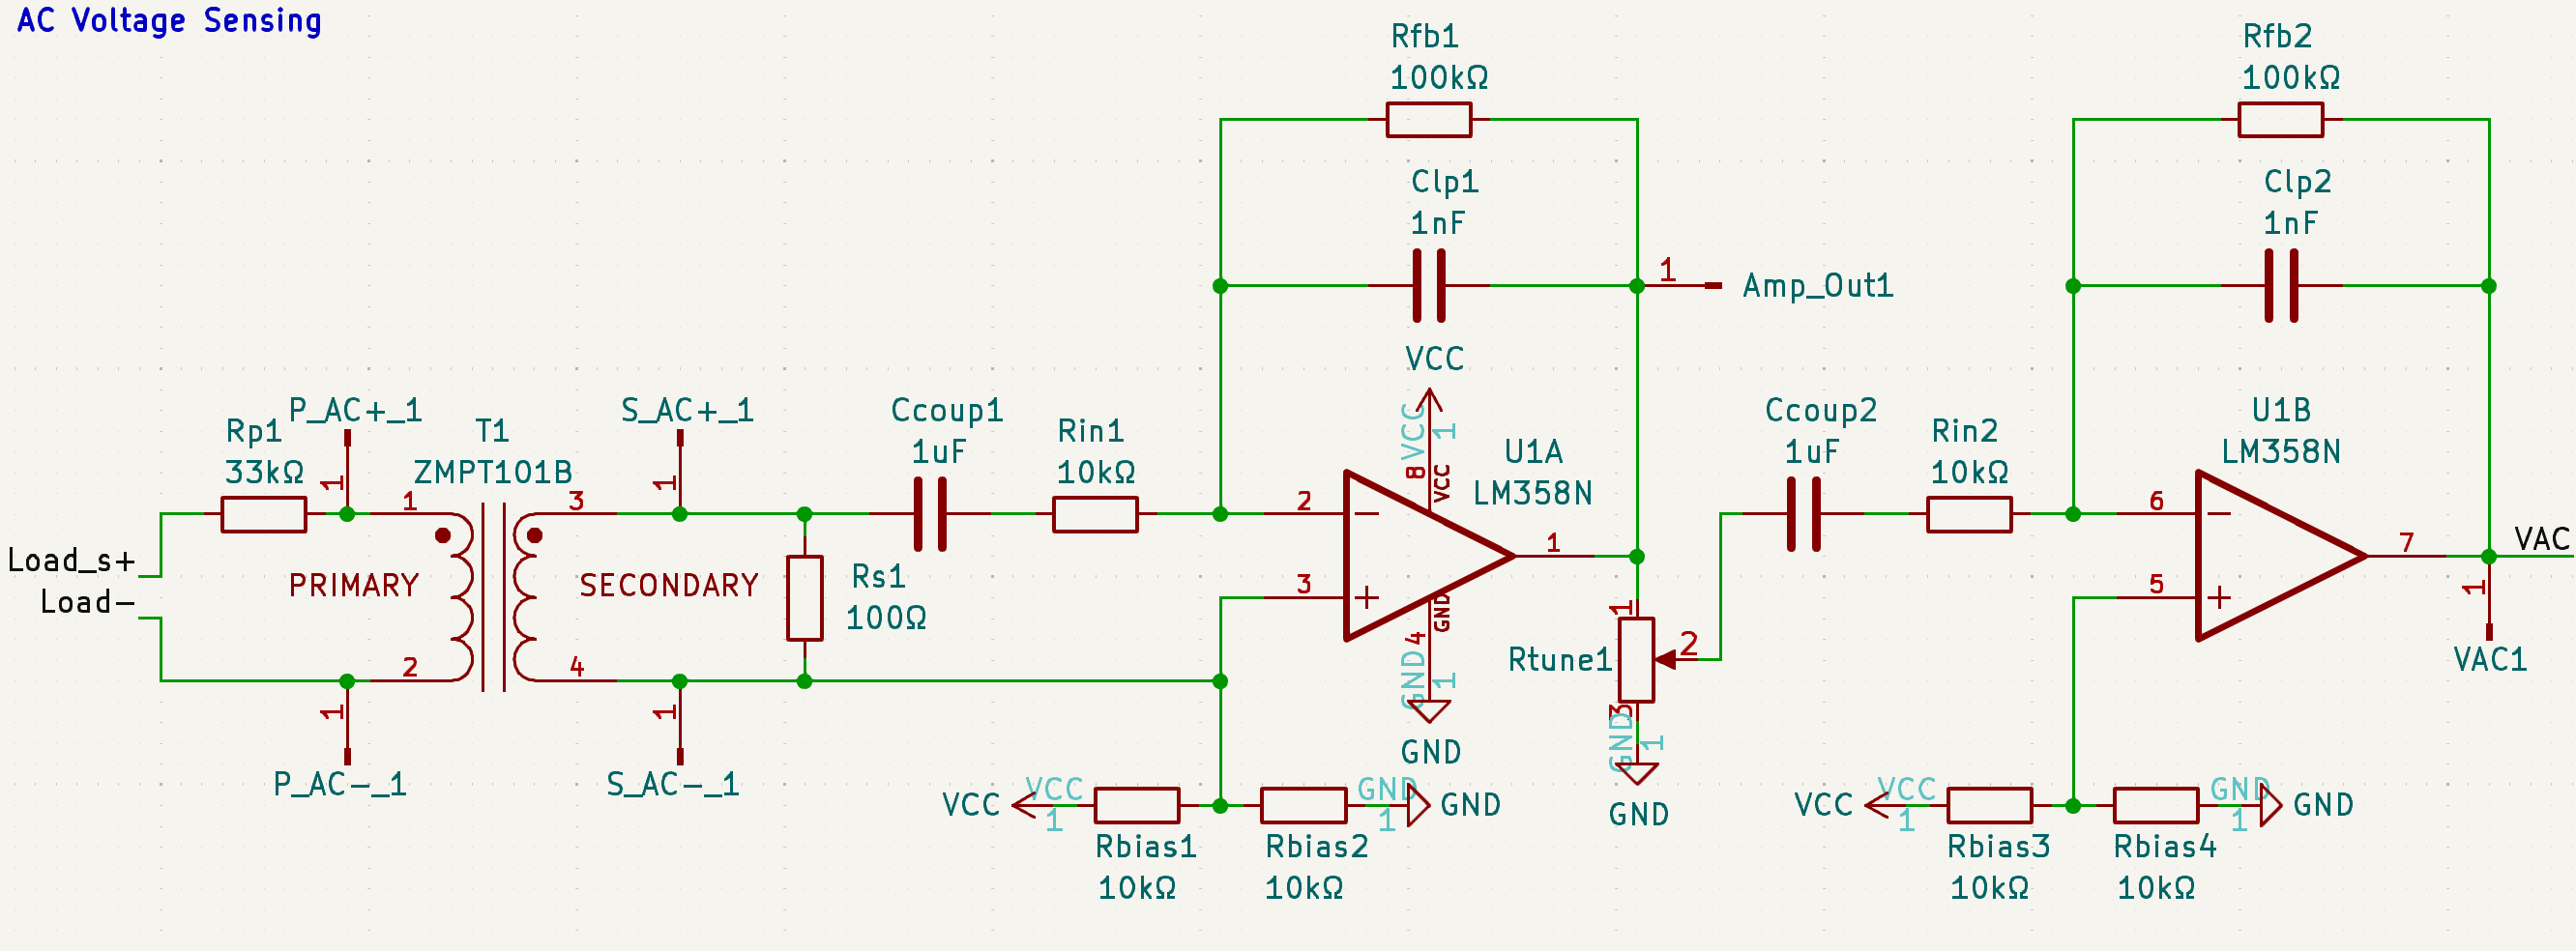 AC Voltage Sensing
Rfb1
100kΩ
Rfb2
100kΩ
Clp1
1nF
Clp2
1nF
1
Amp_Out1
VCC
VCC
1
8
VCC
P_AC+_1
1
S_AC+_1
1
Rp1
33kΩ
T1
ZMPT101B
Ccoup1
1uF
Rin1
10kΩ
U1A
LM358N
Ccoup2
1uF
Rin2
10kΩ
U1B
LM358N
1
3
2
6
Load_s+
Load-
PRIMARY
SECONDARY
Rs1
100Ω
3
1
5
7
VAC
1
VAC1
2
4
GND
4
GND
1
GND
1
Rtune1
2
3
GND
1
GND
1
P_AC-_1
1
S_AC-_1
VCC
VCC
1
Rbias1
10kΩ
Rbias2
10kΩ
GND
1
GND
VCC
VCC
1
Rbias3
10kΩ
Rbias4
10kΩ
GND
1
GND